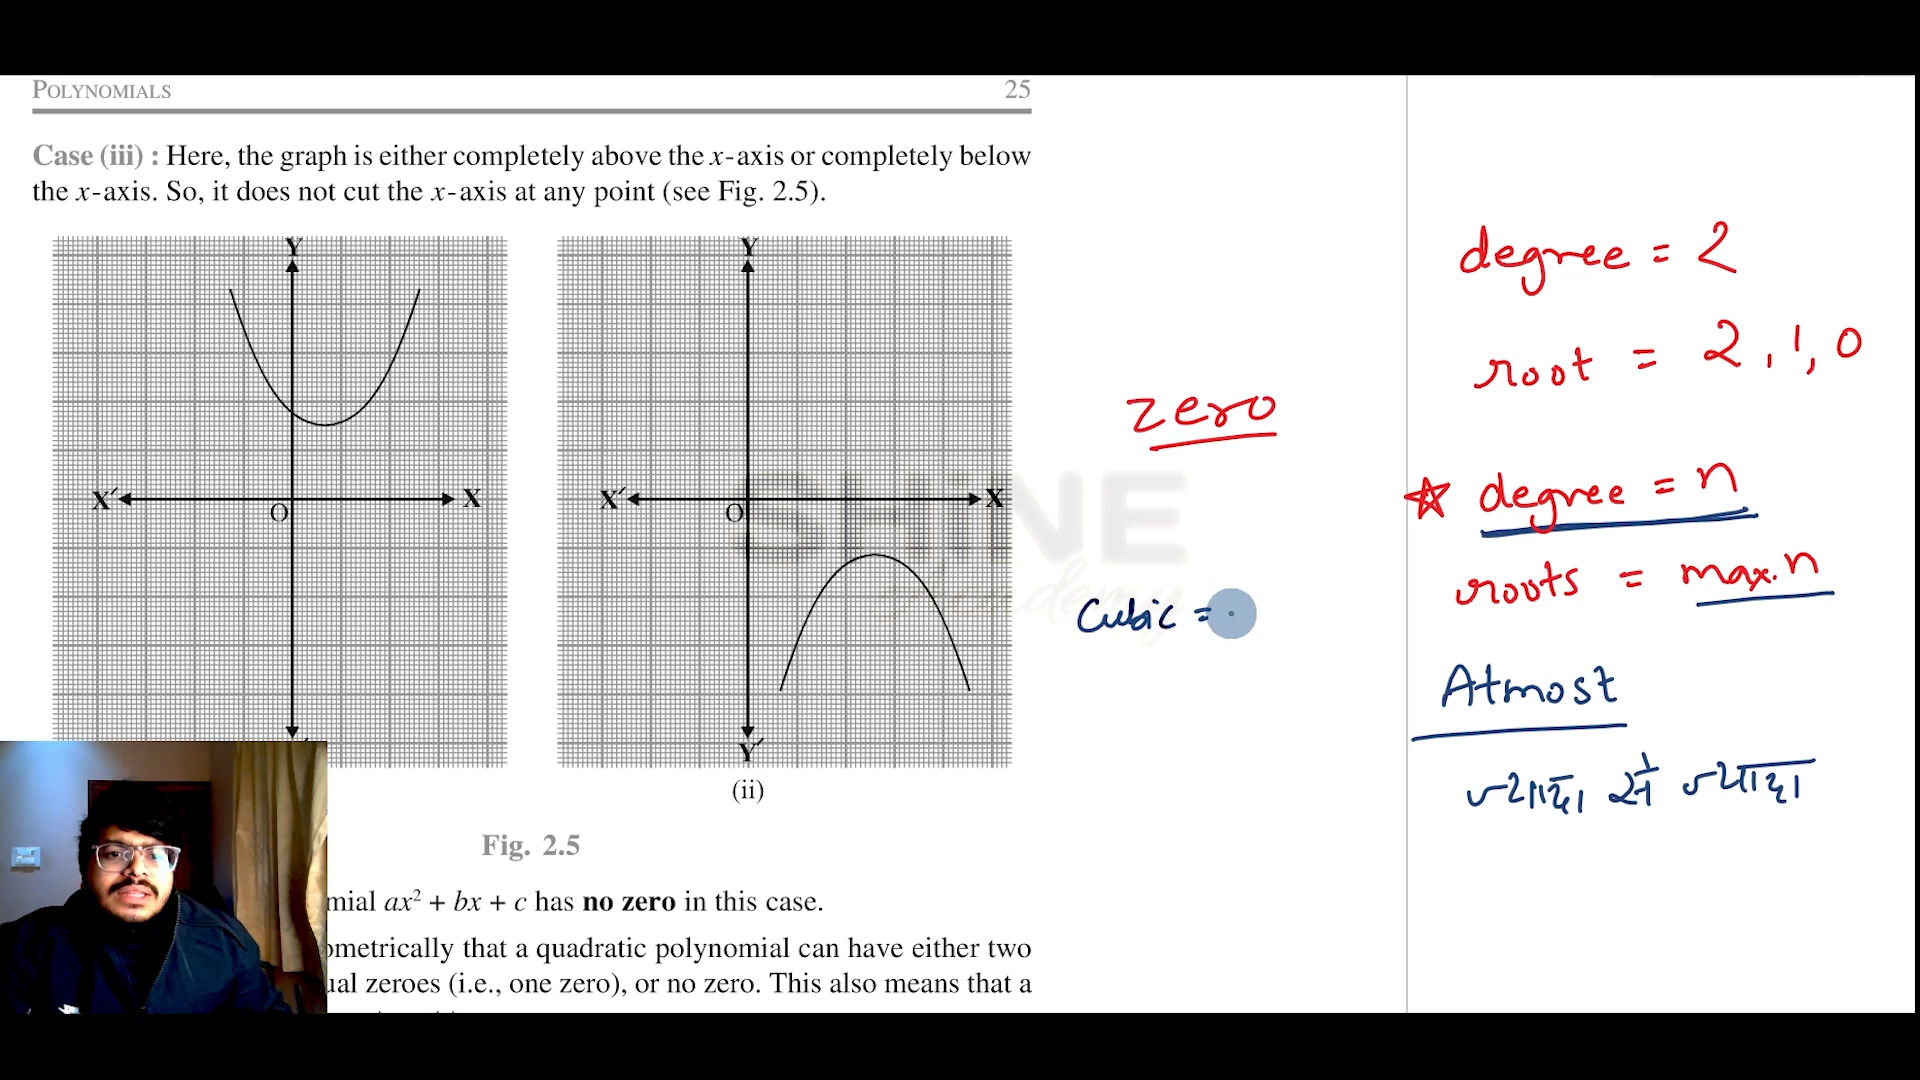 POLYNOMIALS 25
Case (iii) : Here, the graph is either completely above the x-axis or completely below
the x-axis. So, it does not cut the x-axis at any point (see Fig. 2.5).
Y
X′ O X
Y
X′ O X
Y′
(ii)
Fig. 2.5
mial ax² + bx + c has no zero in this case.
ometrically that a quadratic polynomial can have either two
ual zeroes (i.e., one zero), or no zero. This also means that a
zero
Cubic =
degree = 2
root = 2, 1, 0
☆ degree = n
roots = max. n
Atmost
ज्यादा से ज्यादा
SHINE
academy